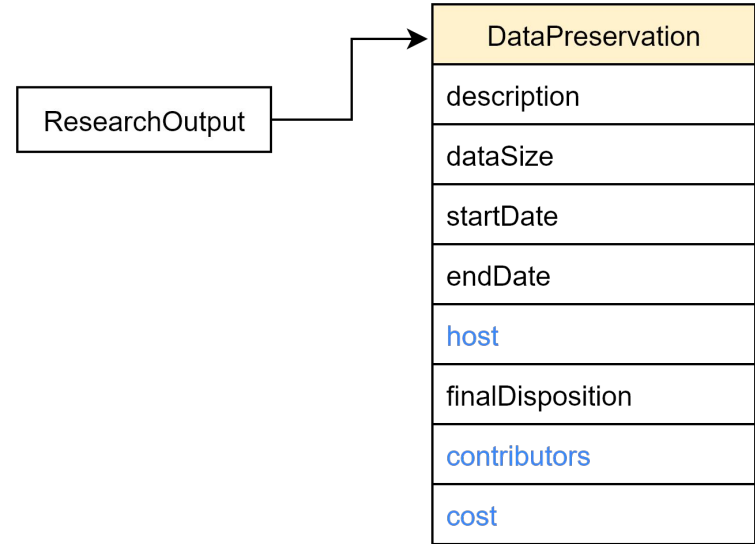 ResearchOutput
DataPreservation
description
dataSize
startDate
endDate
host
finalDisposition
contributors
cost